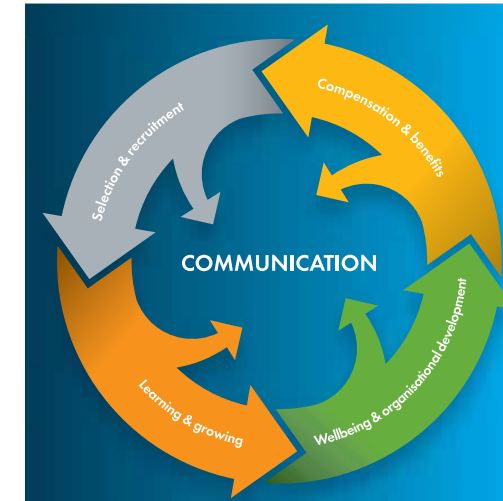 Selection & recruitment
Compensation & benefits
COMMUNICATION
Learning & growing
Wellbeing & organisational development